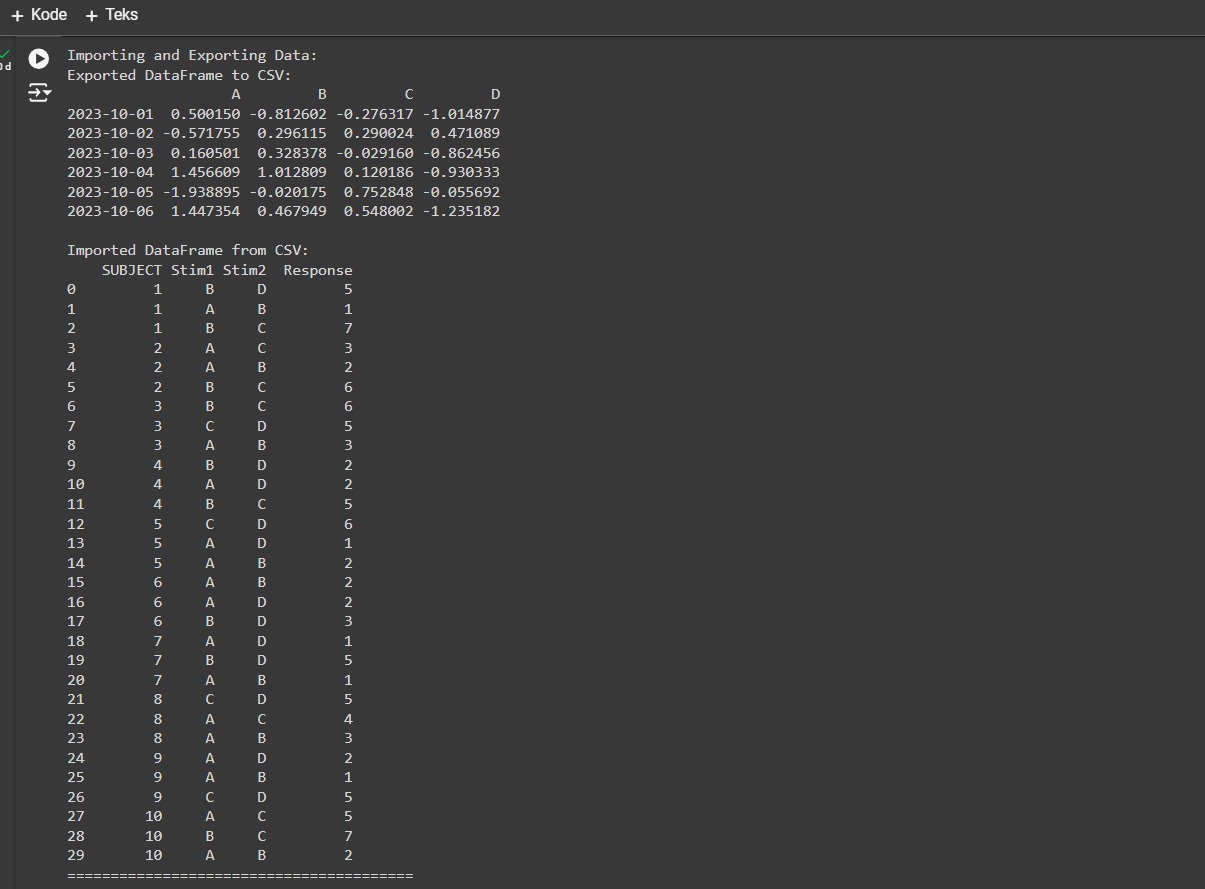 + Kode + Teks
0 d
Importing and Exporting Data:
Exported DataFrame to CSV:
                   A         B         C         D
2023-10-01  0.500150 -0.812602 -0.276317 -1.014877
2023-10-02 -0.571755  0.296115  0.290024  0.471089
2023-10-03  0.160501  0.328378 -0.029160 -0.862456
2023-10-04  1.456609  1.012809  0.120186 -0.930333
2023-10-05 -1.938895 -0.020175  0.752848 -0.055692
2023-10-06  1.447354  0.467949  0.548002 -1.235182
Imported DataFrame from CSV:
    SUBJECT Stim1 Stim2  Response
0         1     B     D         5
1         1     A     B         1
2         1     B     C         7
3         2     A     C         3
4         2     A     B         2
5         2     B     C         6
6         3     B     C         6
7         3     C     D         5
8         3     A     B         3
9         4     B     D         2
10        4     A     D         2
11        4     B     C         5
12        5     C     D         6
13        5     A     D         1
14        5     A     B         2
15        6     A     B         2
16        6     A     D         2
17        6     B     D         3
18        7     A     D         1
19        7     B     D         5
20        7     A     B         1
21        8     C     D         5
22        8     A     C         4
23        8     A     B         3
24        9     A     D         2
25        9     A     B         1
26        9     C     D         5
27       10     A     C         5
28       10     B     C         7
29       10     A     B         2
========================================